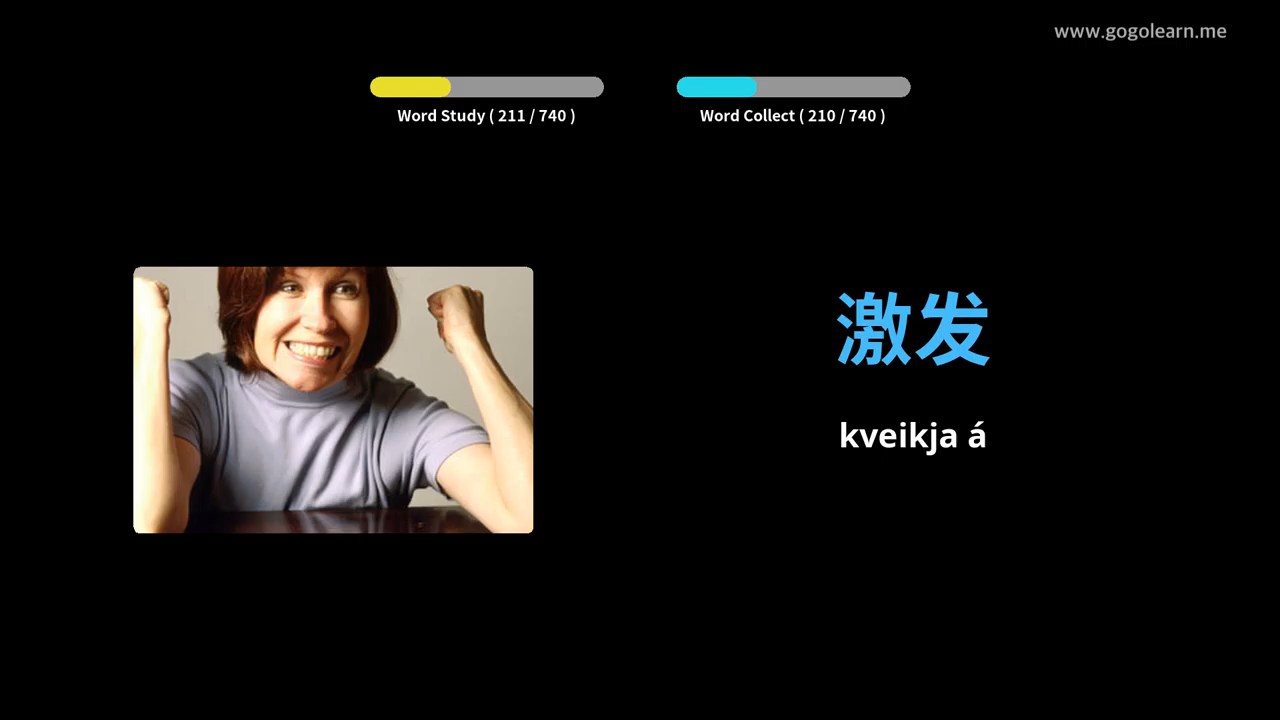 www.gogolearn.me
Word Study ( 211 / 740 )
Word Collect ( 210 / 740 )
激发
kveikja á